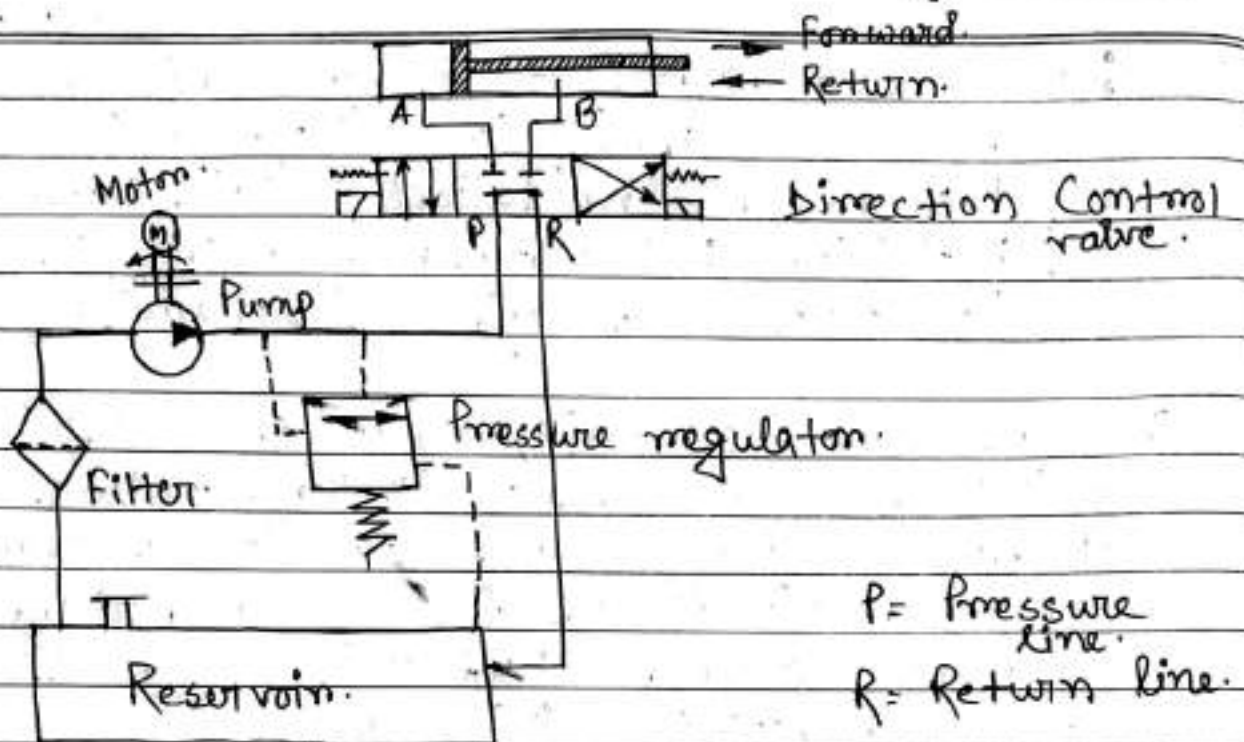 Forward.
Return.
A
B
Motor.
M
Direction Control
valve.
P
R
Pump
Pressure regulator.
Filter.
P= Pressure
line.
Reservoir.
R= Return line.